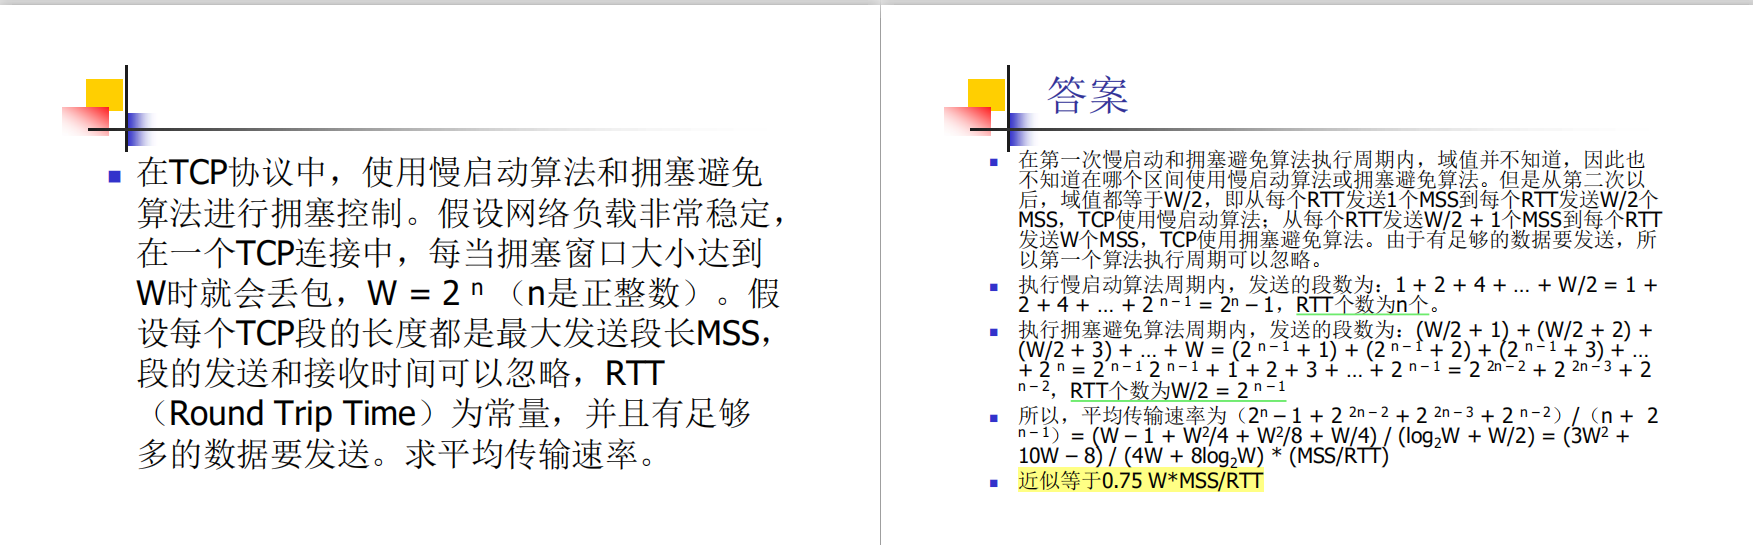 在TCP协议中，使用慢启动算法和拥塞避免
算法进行拥塞控制。假设网络负载非常稳定，
在一个TCP连接中，每当拥塞窗口大小达到
W时就会丢包，W = 2 ⁿ （n是正整数）。假
设每个TCP段的长度都是最大发送段长MSS，
段的发送和接收时间可以忽略，RTT
（Round Trip Time）为常量，并且有足够
多的数据要发送。求平均传输速率。
答案
在第一次慢启动和拥塞避免算法执行周期内，域值并不知道，因此也
不知道在哪个区间使用慢启动算法或拥塞避免算法。但是从第二次以
后，域值都等于W/2，即从每个RTT发送1个MSS到每个RTT发送W/2个
MSS，TCP使用慢启动算法；从每个RTT发送W/2 + 1个MSS到每个RTT
发送W个MSS，TCP使用拥塞避免算法。由于有足够的数据要发送，所
以第一个算法执行周期可以忽略。
执行慢启动算法周期内，发送的段数为：1 + 2 + 4 + … + W/2 = 1 +
2 + 4 + … + 2 ⁿ⁻¹ = 2ⁿ – 1，RTT个数为n个。
执行拥塞避免算法周期内，发送的段数为：(W/2 + 1) + (W/2 + 2) +
(W/2 + 3) + … + W = (2 ⁿ⁻¹ + 1) + (2 ⁿ⁻¹ + 2) + (2 ⁿ⁻¹ + 3) + …
+ 2 ⁿ = 2 ⁿ⁻¹ 2 ⁿ⁻¹ + 1 + 2 + 3 + … + 2 ⁿ⁻¹ = 2 ²ⁿ⁻² + 2 ²ⁿ⁻³ + 2
ⁿ⁻²，RTT个数为W/2 = 2 ⁿ⁻¹
所以，平均传输速率为（2ⁿ – 1 + 2 ²ⁿ⁻² + 2 ²ⁿ⁻³ + 2 ⁿ⁻²）/（n + 2
ⁿ⁻¹）= (W – 1 + W²/4 + W²/8 + W/4) / (log₂W + W/2) = (3W² +
10W – 8) / (4W + 8log₂W) * (MSS/RTT)
近似等于0.75 W*MSS/RTT